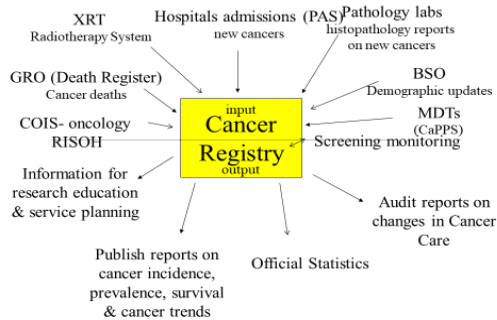 XRT
Radiotherapy System
Hospitals admissions (PAS)
new cancers
Pathology labs
histopathology reports
on new cancers
GRO (Death Register)
Cancer deaths
BSO
Demographic updates
COIS- oncology
RISOH
MDTs
(CaPPS)
input
Cancer
Registry
output
Screening monitoring
Information for
research education
& service planning
Audit reports on
changes in Cancer
Care
Publish reports on
cancer incidence,
prevalence, survival
& cancer trends
Official Statistics